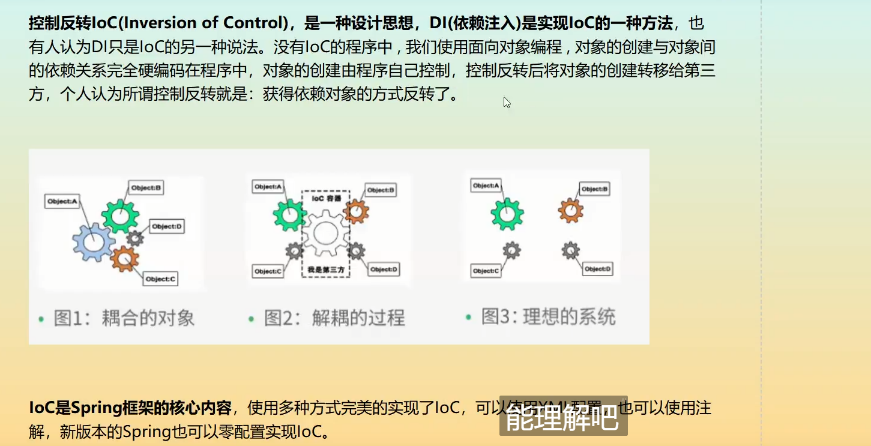 控制反转IoC(Inversion of Control)，是一种设计思想，DI(依赖注入)是实现IoC的一种方法，也
有人认为DI只是IoC的另一种说法。没有IoC的程序中，我们使用面向对象编程，对象的创建与对象间
的依赖关系完全硬编码在程序中，对象的创建由程序自己控制，控制反转后将对象的创建转移给第三
方，个人认为所谓控制反转就是：获得依赖对象的方式反转了。
Object:B
Object:A
Object:D
Object:C
Object:A
IoC 容器
Object:B
Object:C
我是第三方
Object:D
Object:A
Object:B
Object:C
Object:D
• 图1：耦合的对象
• 图2：解耦的过程
• 图3：理想的系统
IoC是Spring框架的核心内容，使用多种方式完美的实现了IoC，可以使用XML配置，也可以使用注
解，新版本的Spring也可以零配置实现IoC。
能理解吧